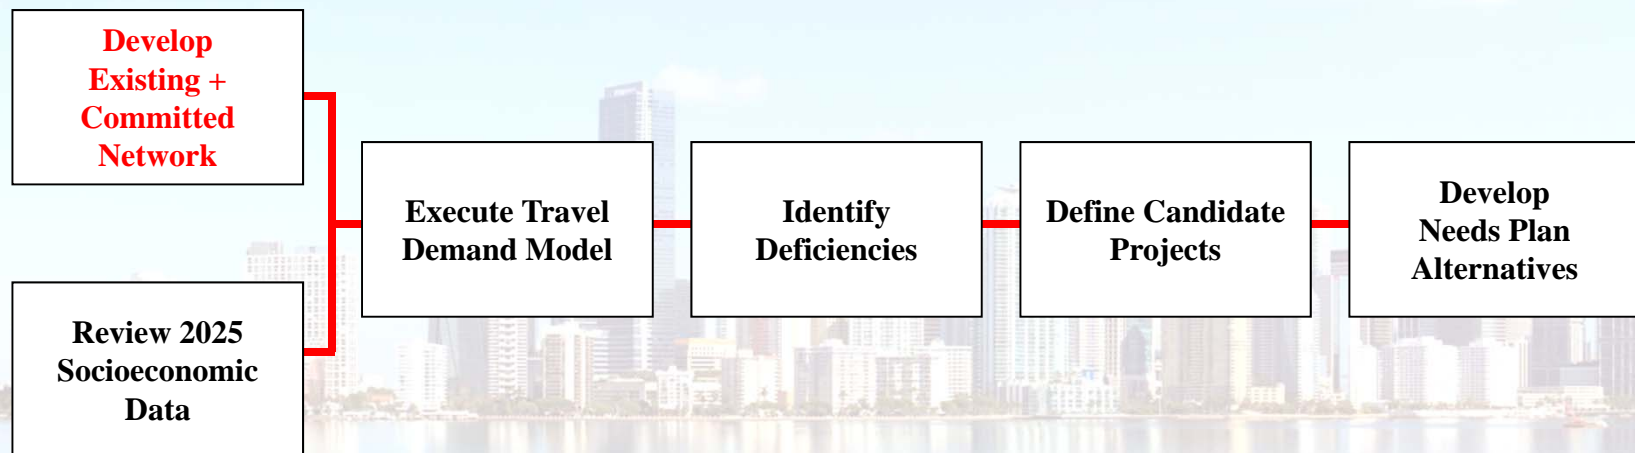 Develop
Existing +
Committed
Network
Review 2025
Socioeconomic
Data
Execute Travel
Demand Model
Identify
Deficiencies
Define Candidate
Projects
Develop
Needs Plan
Alternatives